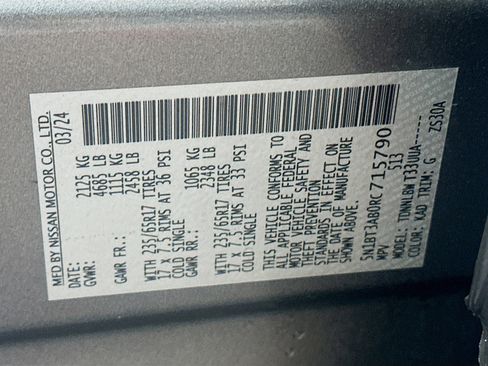 MFD BY NISSAN MOTOR CO., LTD.
DATE: 03/24
GVWR: 2125 KG
4685 LB
GAWR FR.: 1115 KG
2458 LB
WITH 235/65R17 TIRES
17 X 7.5 RIMS AT 36 PSI
COLD SINGLE
GAWR RR.: 1065 KG
2348 LB
WITH 235/65R17 TIRES
17 X 7.5 RIMS AT 33 PSI
COLD SINGLE
THIS VEHICLE CONFORMS TO
ALL APPLICABLE FEDERAL
MOTOR VEHICLE SAFETY AND
THEFT PREVENTION
STANDARDS IN EFFECT ON
THE DATE OF MANUFACTURE
SHOWN ABOVE.
5N1BT3AB0RC715790
MPV 513
MODEL:
COLOR: KAD TRIM: G
ZS30A